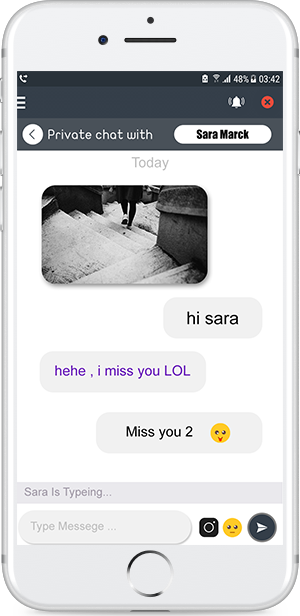 48% 03:42
Private chat with Sara Marck
Today
hi sara
hehe , i miss you LOL
Miss you 2
Sara Is Typeing...
Type Messege ...